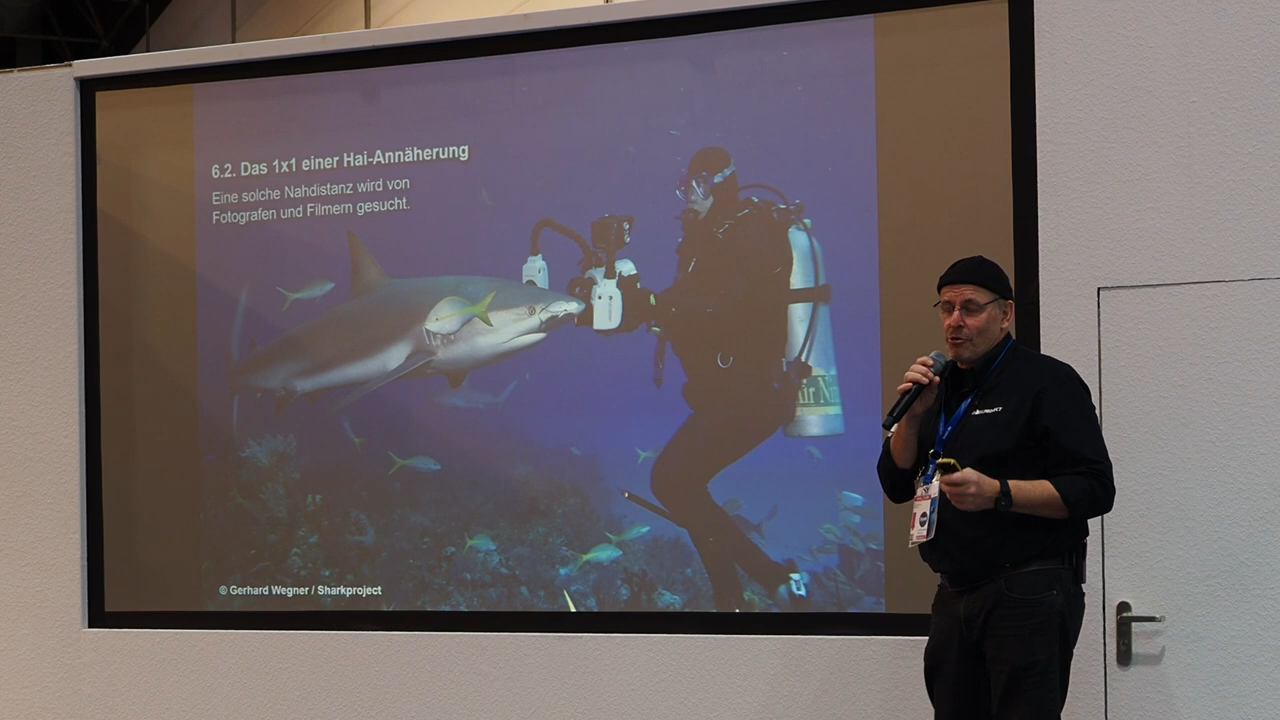 6.2. Das 1x1 einer Hai-Annäherung
Eine solche Nahdistanz wird von
Fotografen und Filmern gesucht.
© Gerhard Wegner / Sharkproject